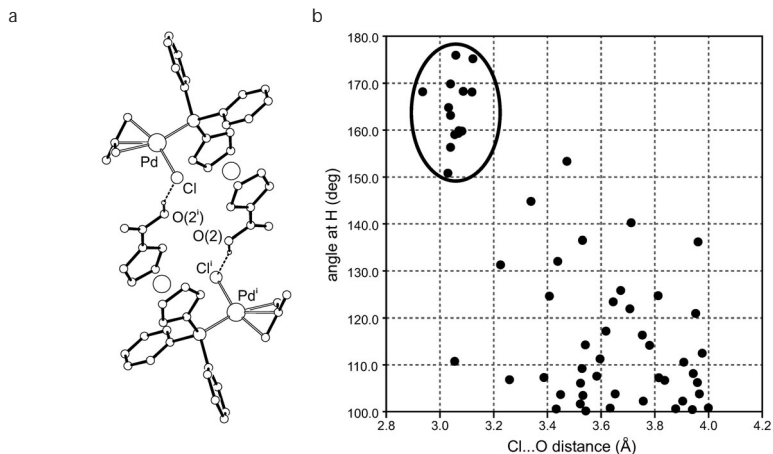 a
Pd
Cl
O(2ⁱ)
O(2)
Clⁱ
Pdⁱ
b
angle at H (deg)
180.0
170.0
160.0
150.0
140.0
130.0
120.0
110.0
100.0
2.8
3.0
3.2
3.4
3.6
3.8
4.0
4.2
Cl...O distance (Å)